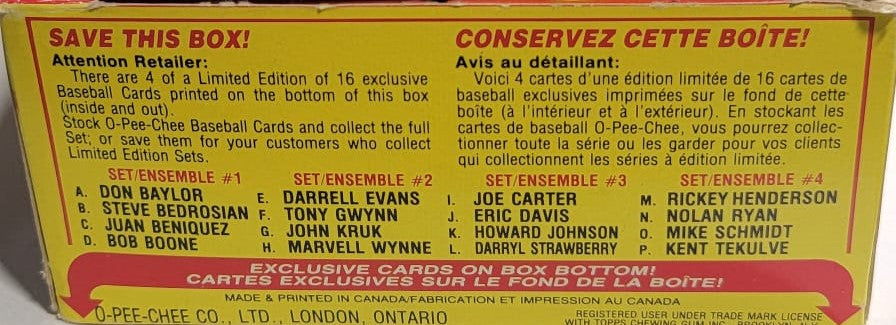 SAVE THIS BOX!
Attention Retailer:
There are 4 of a Limited Edition of 16 exclusive
Baseball Cards printed on the bottom of this box
(inside and out).
Stock O-Pee-Chee Baseball Cards and collect the full
Set; or save them for your customers who collect
Limited Edition Sets.
CONSERVEZ CETTE BOÎTE!
Avis au détaillant:
Voici 4 cartes d'une édition limitée de 16 cartes de
baseball exclusives imprimées sur le fond de cette
boîte (à l'intérieur et à l'extérieur). En stockant les
cartes de baseball O-Pee-Chee, vous pourrez collec-
tionner toute la série ou les garder pour vos clients
qui collectionnent les séries à édition limitée.
SET/ENSEMBLE #1
A. DON BAYLOR
B. STEVE BEDROSIAN
C. JUAN BENIQUEZ
D. BOB BOONE
SET/ENSEMBLE #2
E. DARRELL EVANS
F. TONY GWYNN
G. JOHN KRUK
H. MARVELL WYNNE
SET/ENSEMBLE #3
I. JOE CARTER
J. ERIC DAVIS
K. HOWARD JOHNSON
L. DARRYL STRAWBERRY
SET/ENSEMBLE #4
M. RICKEY HENDERSON
N. NOLAN RYAN
O. MIKE SCHMIDT
P. KENT TEKULVE
EXCLUSIVE CARDS ON BOX BOTTOM!
CARTES EXCLUSIVES SUR LE FOND DE LA BOÎTE!
MADE & PRINTED IN CANADA/FABRICATION ET IMPRESSION AU CANADA
O-PEE-CHEE CO., LTD., LONDON, ONTARIO
REGISTERED USER UNDER TRADE MARK LICENSE
WITH TOPPS CHEWING GUM INC., BROOKLYN,